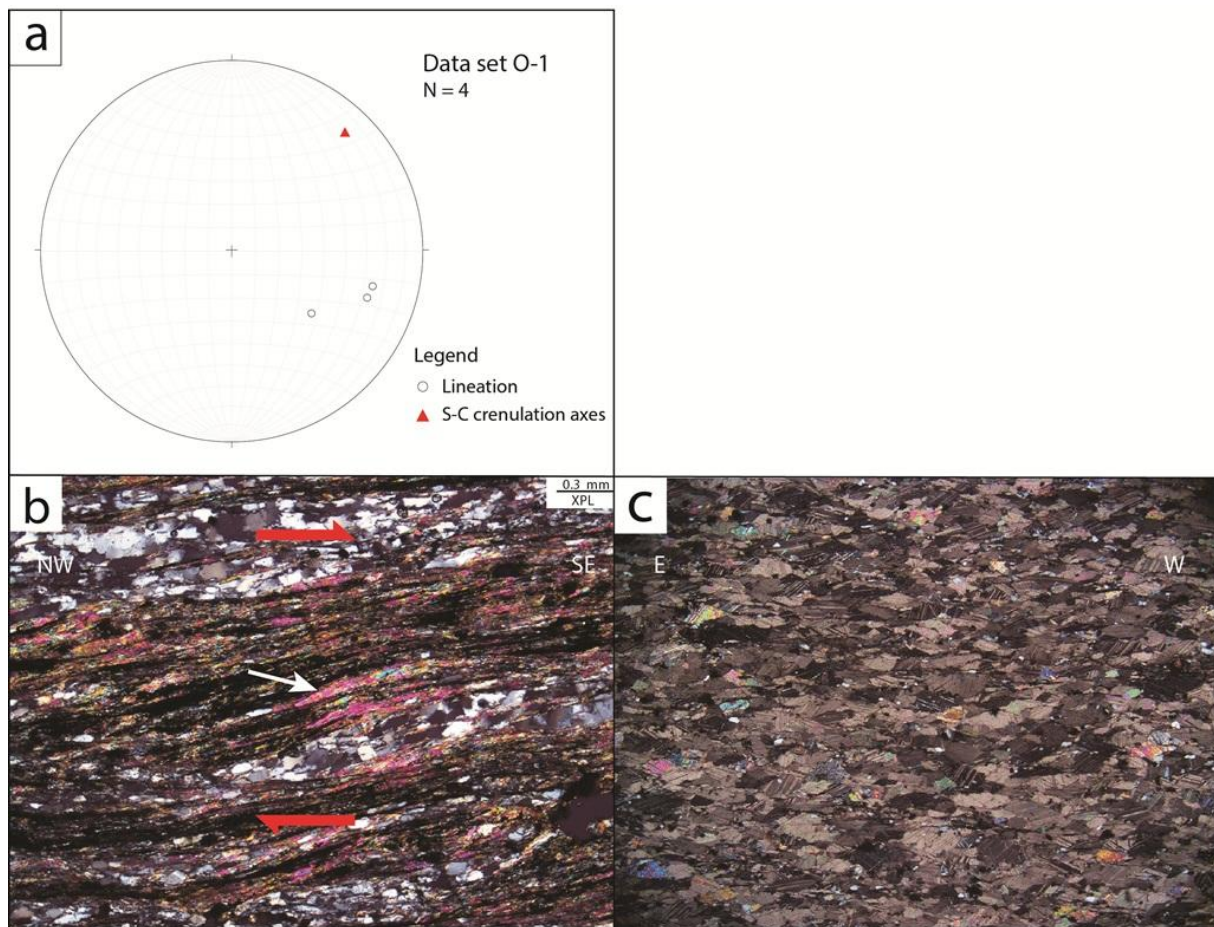 a
Data set O-1
N = 4
Legend
Lineation
S-C crenulation axes
b
0.3 mm
XPL
NW
SE
c
E
W